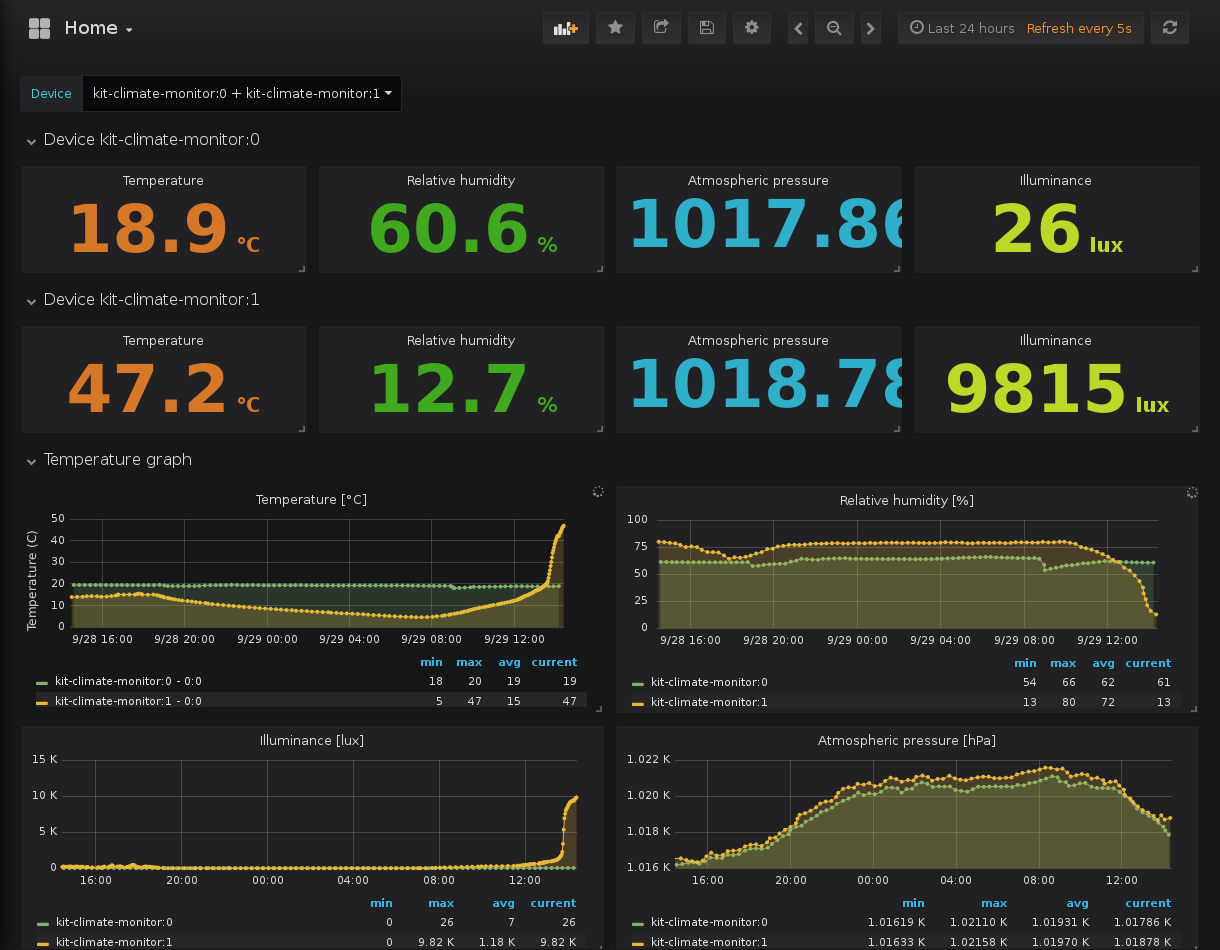 Home
Last 24 hours Refresh every 5s
Device kit-climate-monitor:0 + kit-climate-monitor:1
Device kit-climate-monitor:0
Temperature Relative humidity Atmospheric pressure Illuminance
18.9 °C 60.6 % 1017.86 26 lux
Device kit-climate-monitor:1
Temperature Relative humidity Atmospheric pressure Illuminance
47.2 °C 12.7 % 1018.78 9815 lux
Temperature graph
Temperature [°C]
Temperature (C)
50
40
30
20
10
0
9/28 16:00 9/28 20:00 9/29 00:00 9/29 04:00 9/29 08:00 9/29 12:00
min max avg current
kit-climate-monitor:0 - 0:0 18 20 19 19
kit-climate-monitor:1 - 0:0 5 47 15 47
Relative humidity [%]
100
75
50
25
0
9/28 16:00 9/28 20:00 9/29 00:00 9/29 04:00 9/29 08:00 9/29 12:00
min max avg current
kit-climate-monitor:0 54 66 62 61
kit-climate-monitor:1 13 80 72 13
Illuminance [lux]
15 K
10 K
5 K
0
16:00 20:00 00:00 04:00 08:00 12:00
min max avg current
kit-climate-monitor:0 0 26 7 26
kit-climate-monitor:1 0 9.82 K 1.18 K 9.82 K
Atmospheric pressure [hPa]
1.022 K
1.020 K
1.018 K
1.016 K
16:00 20:00 00:00 04:00 08:00 12:00
min max avg current
kit-climate-monitor:0 1.01619 K 1.02110 K 1.01931 K 1.01786 K
kit-climate-monitor:1 1.01633 K 1.02158 K 1.01970 K 1.01878 K